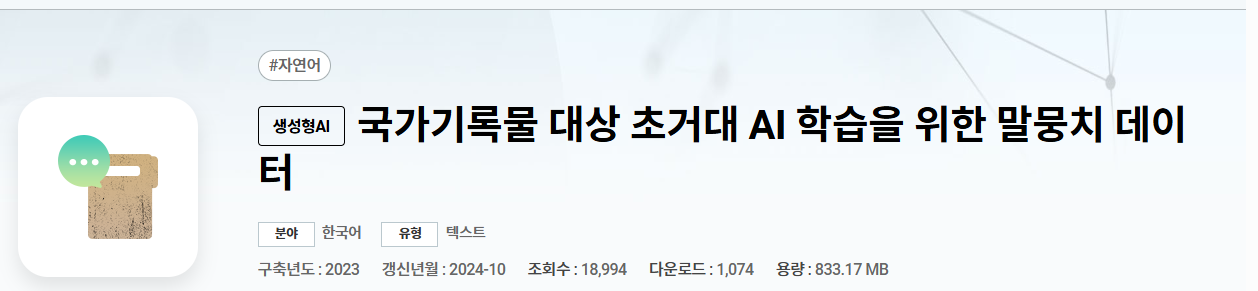 #자연어
생성형AI 국가기록물 대상 초거대 AI 학습을 위한 말뭉치 데이
터
분야 한국어 유형 텍스트
구축년도 : 2023 갱신년월 : 2024-10 조회수 : 18,994 다운로드 : 1,074 용량 : 833.17 MB